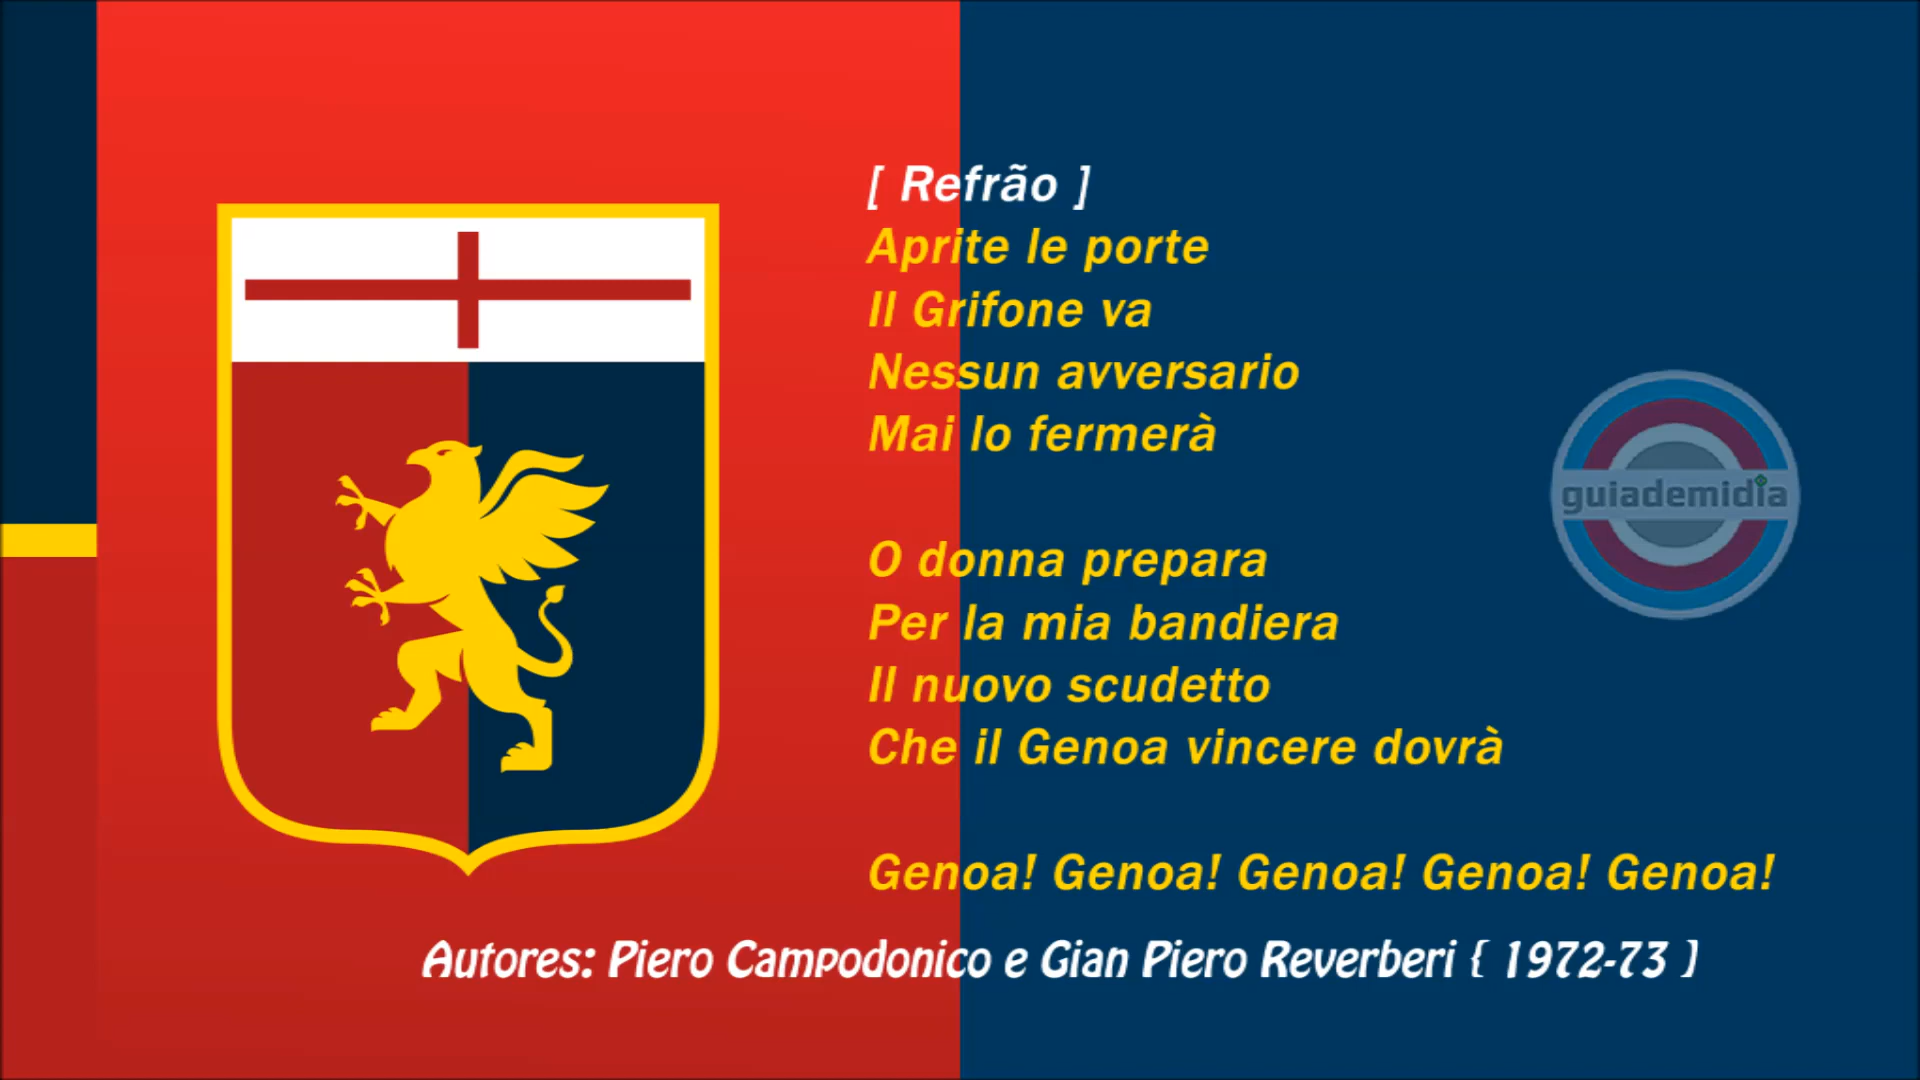 [ Refrão ]
Aprite le porte
Il Grifone va
Nessun avversario
Mai lo fermerà
O donna prepara
Per la mia bandiera
Il nuovo scudetto
Che il Genoa vincere dovrà
Genoa! Genoa! Genoa! Genoa! Genoa!
guiademidia
Autores: Piero Campodonico e Gian Piero Reverberi { 1972-73 }